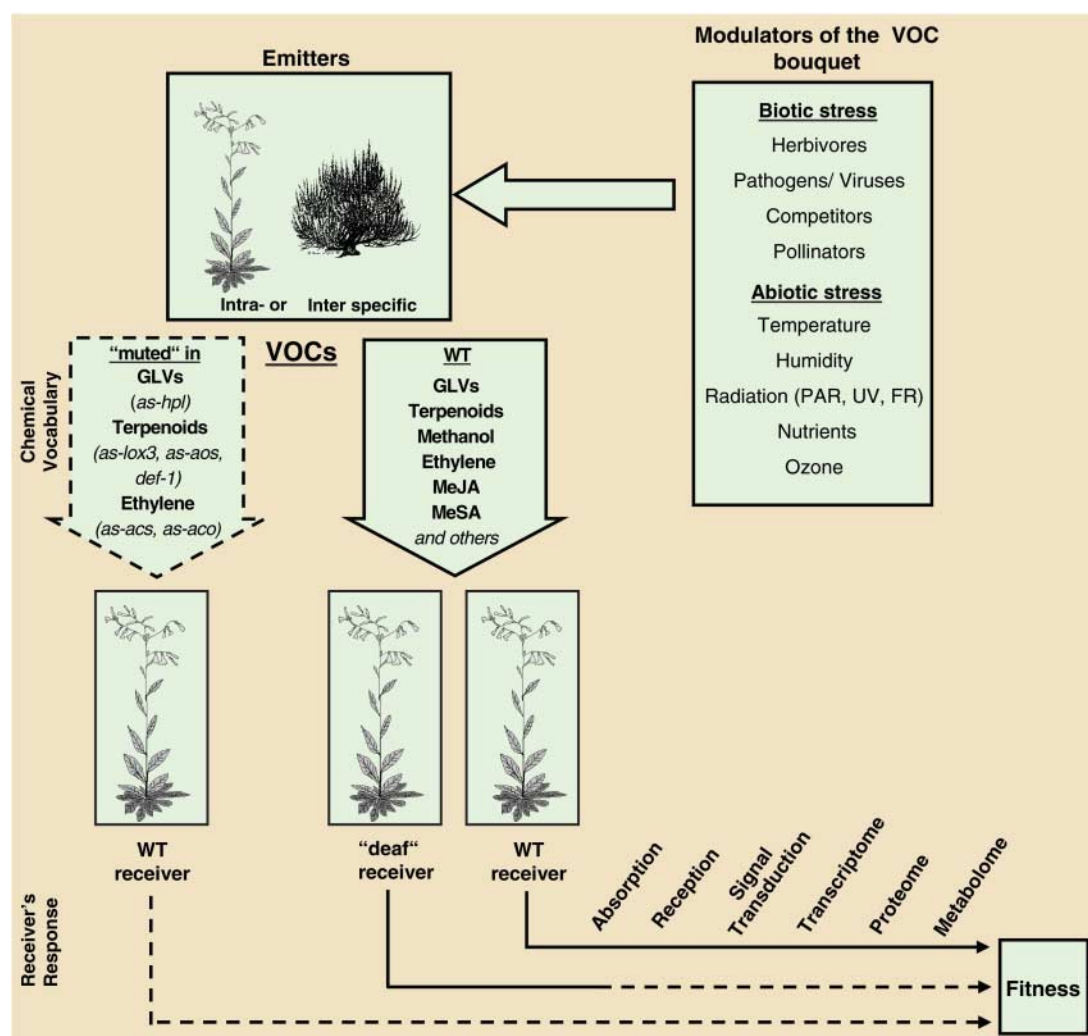 Emitters
Intra- or Inter specific
Modulators of the VOC
bouquet
Biotic stress
Herbivores
Pathogens/ Viruses
Competitors
Pollinators
Abiotic stress
Temperature
Humidity
Radiation (PAR, UV, FR)
Nutrients
Ozone
Chemical
Vocabulary
“muted“ in
GLVs
(as-hpl)
Terpenoids
(as-lox3, as-aos,
def-1)
Ethylene
(as-acs, as-aco)
VOCs
WT
GLVs
Terpenoids
Methanol
Ethylene
MeJA
MeSA
and others
WT
receiver
“deaf“
receiver
WT
receiver
Receiver's
Response
Absorption
Reception
Signal
Transduction
Transcriptome
Proteome
Metabolome
Fitness